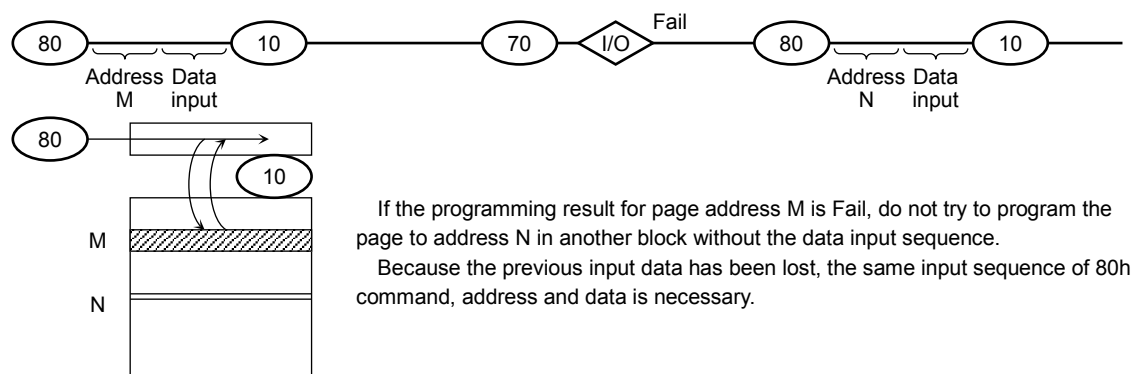 Fail
80 10 70 I/O 80 10
Address Data Address Data
M input N input
80
10
M
N
If the programming result for page address M is Fail, do not try to program the
page to address N in another block without the data input sequence.
Because the previous input data has been lost, the same input sequence of 80h
command, address and data is necessary.